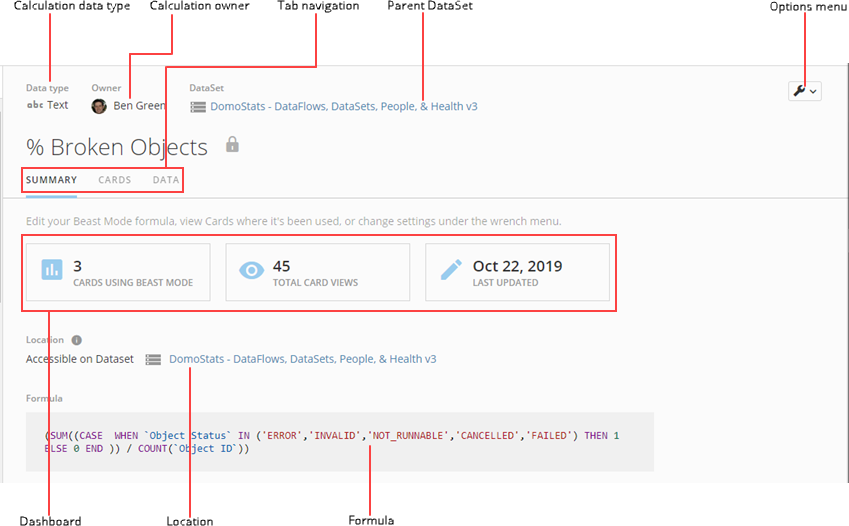 Calculation data type Calculation owner Tab navigation Parent DataSet Options menu
Data type Owner DataSet
abc Text Ben Green DomoStats - DataFlows, DataSets, People, & Health v3
% Broken Objects
SUMMARY CARDS DATA
Edit your Beast Mode formula, view Cards where it's been used, or change settings under the wrench menu.
3 45 Oct 22, 2019
CARDS USING BEAST MODE TOTAL CARD VIEWS LAST UPDATED
Location
Accessible on Dataset DomoStats - DataFlows, DataSets, People, & Health v3
Formula
(SUM((CASE  WHEN `Object Status` IN ('ERROR','INVALID','NOT_RUNNABLE','CANCELLED','FAILED') THEN 1
ELSE 0 END )) / COUNT(`Object ID`))
Dashboard Location Formula